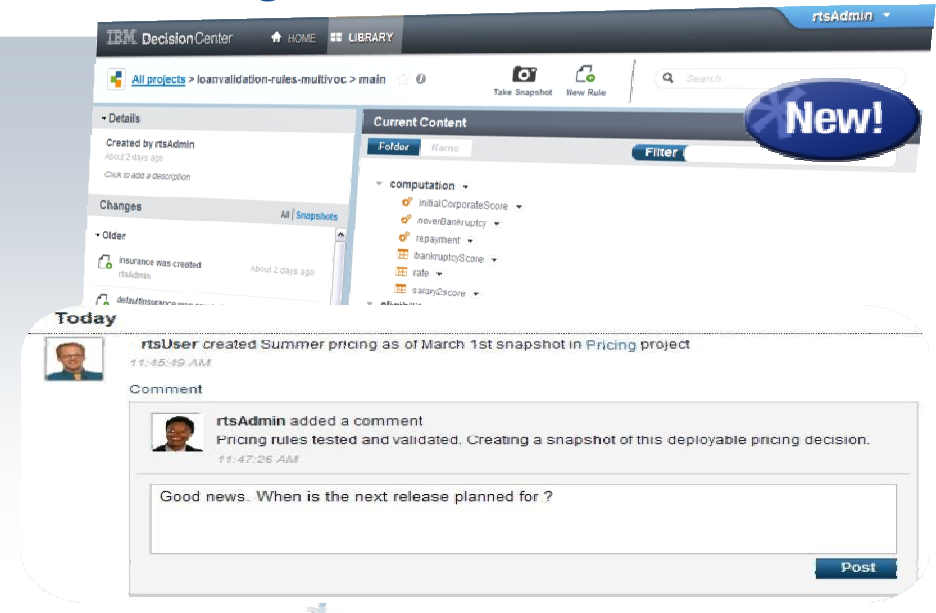 rtsAdmin
IBM DecisionCenter HOME LIBRARY
All projects > loanvalidation-rules-multivoc > main
Take Snapshot New Rule Search
New!
Details
Created by rtsAdmin
About 2 days ago
Click to add a description
Changes
All | Snapshots
Older
insurance was created
rtsAdmin
About 2 days ago
Current Content
Folder Name
Filter
computation
initialCorporateScore
neverBankruptcy
repayment
bankruptcyScore
rate
salary2score
Today
rtsUser created Summer pricing as of March 1st snapshot in Pricing project
11:45:49 AM
Comment
rtsAdmin added a comment
Pricing rules tested and validated. Creating a snapshot of this deployable pricing decision.
11:47:26 AM
Good news. When is the next release planned for ?
Post